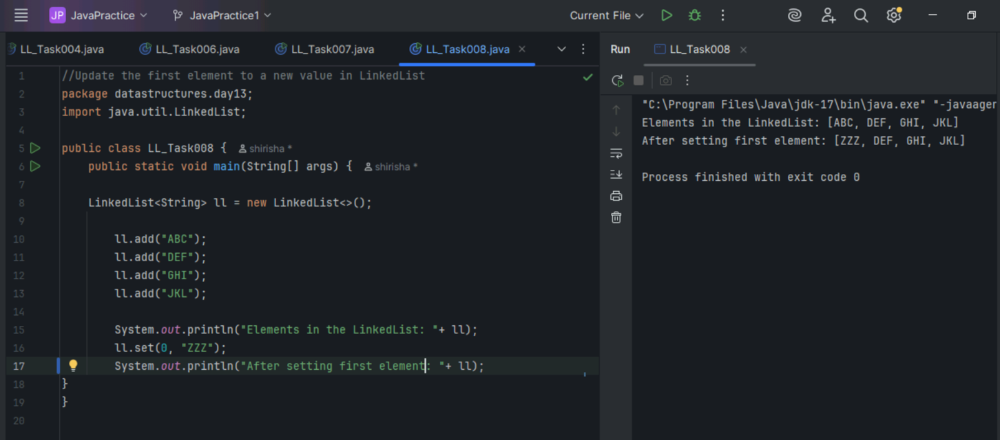 JP JavaPractice JavaPractice1 Current File
LL_Task004.java LL_Task006.java LL_Task007.java LL_Task008.java
1 //Update the first element to a new value in LinkedList
2 package datastructures.day13;
3 import java.util.LinkedList;
4
5 public class LL_Task008 { shirisha *
6 public static void main(String[] args) { shirisha *
7
8 LinkedList<String> ll = new LinkedList<>();
9
10 ll.add("ABC");
11 ll.add("DEF");
12 ll.add("GHI");
13 ll.add("JKL");
14
15 System.out.println("Elements in the LinkedList: "+ ll);
16 ll.set(0, "ZZZ");
17 System.out.println("After setting first element: "+ ll);
18 }
19 }
20
Run LL_Task008
"C:\Program Files\Java\jdk-17\bin\java.exe" "-javaagen
Elements in the LinkedList: [ABC, DEF, GHI, JKL]
After setting first element: [ZZZ, DEF, GHI, JKL]
Process finished with exit code 0